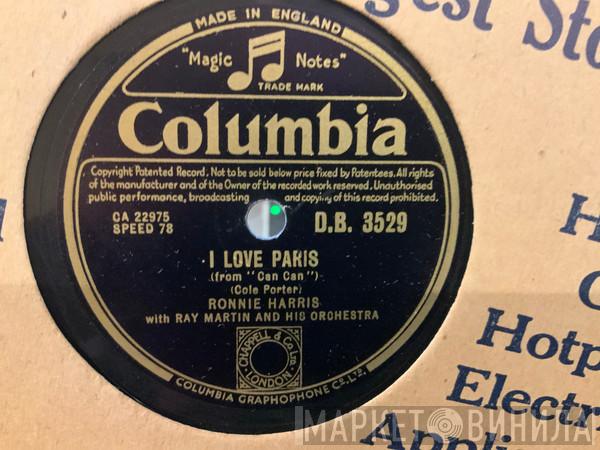 MADE IN ENGLAND
"Magic Notes"
TRADE MARK
Columbia
Copyright Patented Record. Not to be sold below price fixed by Patentees. All rights
of the manufacturer and of the Owner of the recorded work reserved. Unauthorised
public performance, broadcasting and copying of this record prohibited.
CA 22975
SPEED 78
D.B. 3529
I LOVE PARIS
(from "Can Can")
(Cole Porter)
RONNIE HARRIS
with RAY MARTIN AND HIS ORCHESTRA
CHAPPELL & Co. Ltd.
LONDON
COLUMBIA GRAPHOPHONE Co. LTD.
gest Sto
H
C
Hotp
Electr
Appli
МАРКЕТ ВИНИЛА